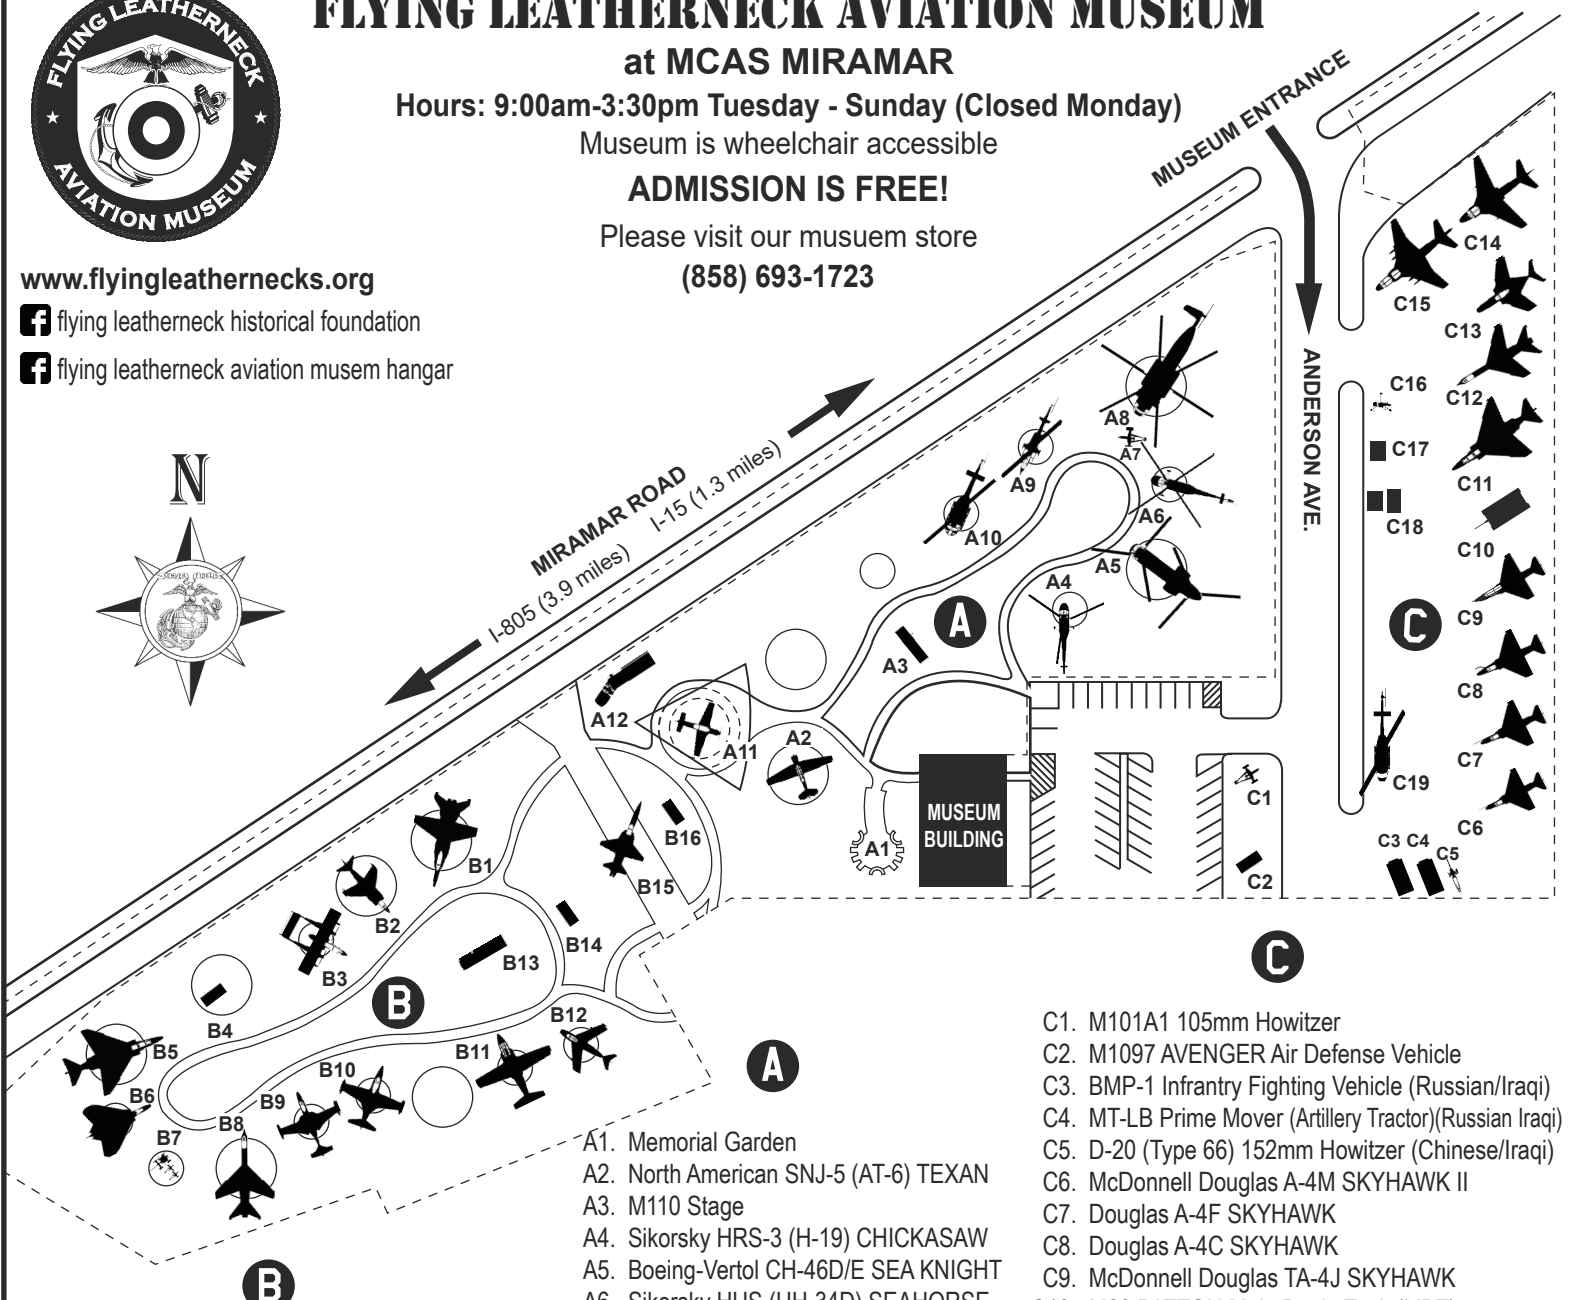 FLYING LEATHERNECK AVIATION MUSEUM
at MCAS MIRAMAR
Hours: 9:00am-3:30pm Tuesday - Sunday (Closed Monday)
Museum is wheelchair accessible
ADMISSION IS FREE!
Please visit our musuem store
(858) 693-1723
FLYING LEATHERNECK
AVIATION MUSEUM
www.flyingleathernecks.org
flying leatherneck historical foundation
flying leatherneck aviation musem hangar
N
MUSEUM ENTRANCE
ANDERSON AVE.
MIRAMAR ROAD
I-15 (1.3 miles)
I-805 (3.9 miles)
C14
C15
C13
C16
C12
C17
C11
C18
C10
C9
C
C8
C7
C19
C6
C3 C4
C5
C1
C2
A8
A7
A9
A6
A10
A5
A4
A
A3
A12
A11
A2
A1
MUSEUM
BUILDING
B16
B15
B1
B2
B14
B13
B3
B
B4
B12
B5
B11
B10
B6
B9
B8
B7
A
A1. Memorial Garden
A2. North American SNJ-5 (AT-6) TEXAN
A3. M110 Stage
A4. Sikorsky HRS-3 (H-19) CHICKASAW
A5. Boeing-Vertol CH-46D/E SEA KNIGHT
A6. Sikorsky HUS (UH-34D) SEAHORSE
B
C
C1. M101A1 105mm Howitzer
C2. M1097 AVENGER Air Defense Vehicle
C3. BMP-1 Infrantry Fighting Vehicle (Russian/Iraqi)
C4. MT-LB Prime Mover (Artillery Tractor)(Russian Iraqi)
C5. D-20 (Type 66) 152mm Howitzer (Chinese/Iraqi)
C6. McDonnell Douglas A-4M SKYHAWK II
C7. Douglas A-4F SKYHAWK
C8. Douglas A-4C SKYHAWK
C9. McDonnell Douglas TA-4J SKYHAWK